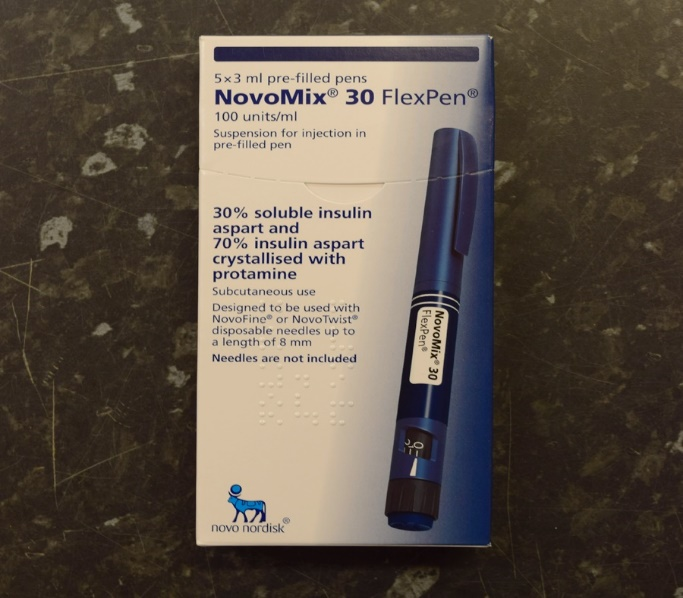 5×3 ml pre-filled pens
NovoMix® 30 FlexPen®
100 units/ml
Suspension for injection in
pre-filled pen
30% soluble insulin
aspart and
70% insulin aspart
crystallised with
protamine
Subcutaneous use
Designed to be used with
NovoFine® or NovoTwist®
disposable needles up to
a length of 8 mm
Needles are not included
NovoMix® 30
FlexPen®
novo nordisk®